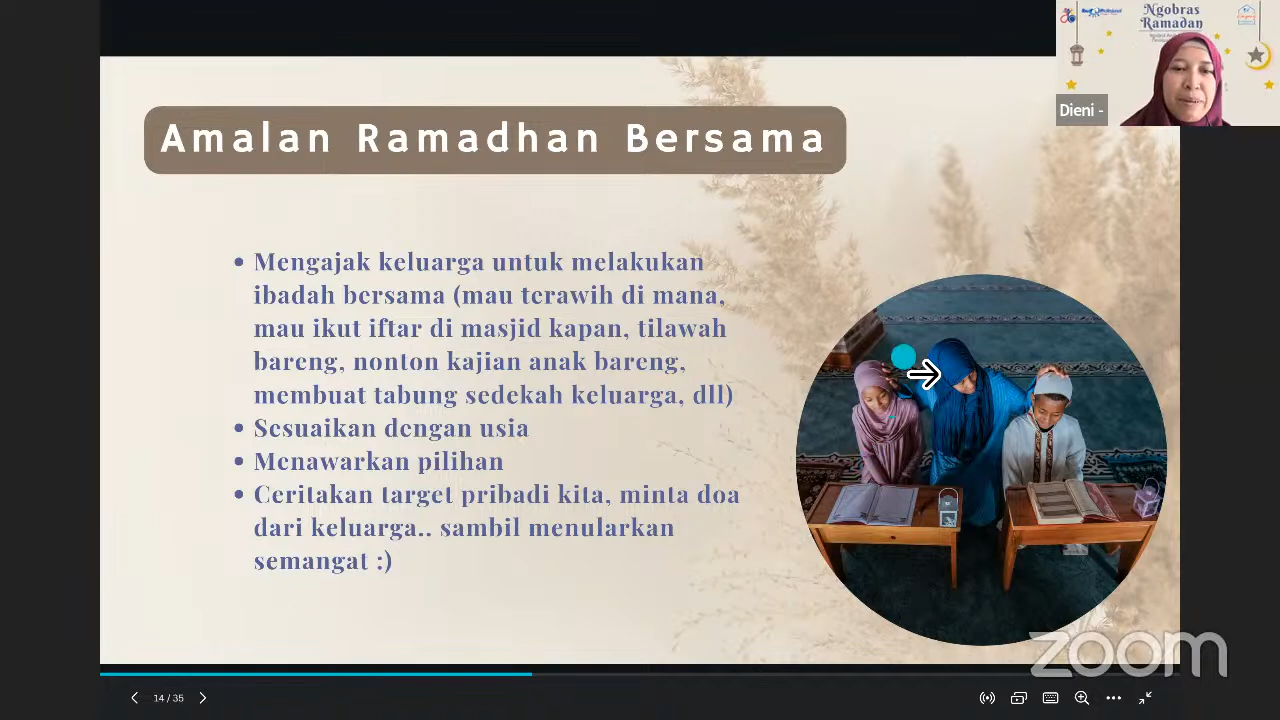 Ngobras
Ramadan
Dieni -
Amalan Ramadhan Bersama
• Mengajak keluarga untuk melakukan
ibadah bersama (mau terawih di mana,
mau ikut iftar di masjid kapan, tilawah
bareng, nonton kajian anak bareng,
membuat tabung sedekah keluarga, dll)
• Sesuaikan dengan usia
• Menawarkan pilihan
• Ceritakan target pribadi kita, minta doa
dari keluarga.. sambil menularkan
semangat :)
zoom
14 / 35